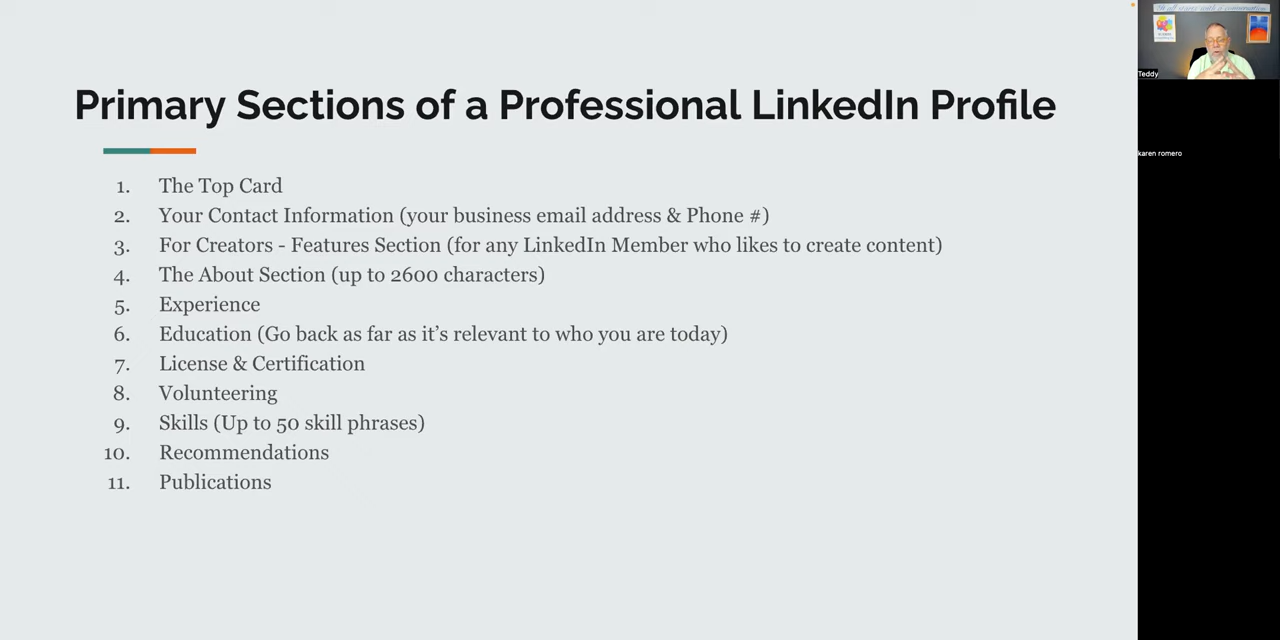 Primary Sections of a Professional LinkedIn Profile
1. The Top Card
2. Your Contact Information (your business email address & Phone #)
3. For Creators - Features Section (for any LinkedIn Member who likes to create content)
4. The About Section (up to 2600 characters)
5. Experience
6. Education (Go back as far as it's relevant to who you are today)
7. License & Certification
8. Volunteering
9. Skills (Up to 50 skill phrases)
10. Recommendations
11. Publications
Teddy
karen romero